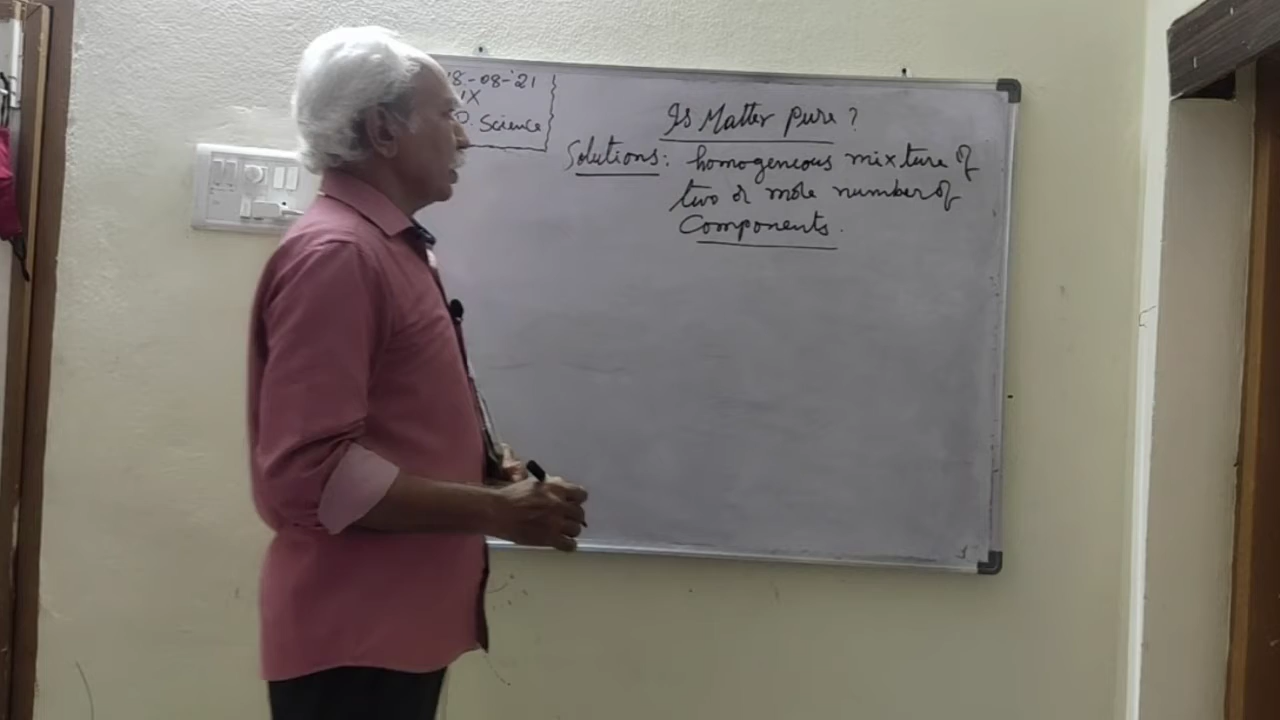 8-08-'21
IX
Science
Is Matter pure?
Solutions: homogeneous mixture of
two or more number of
Components.